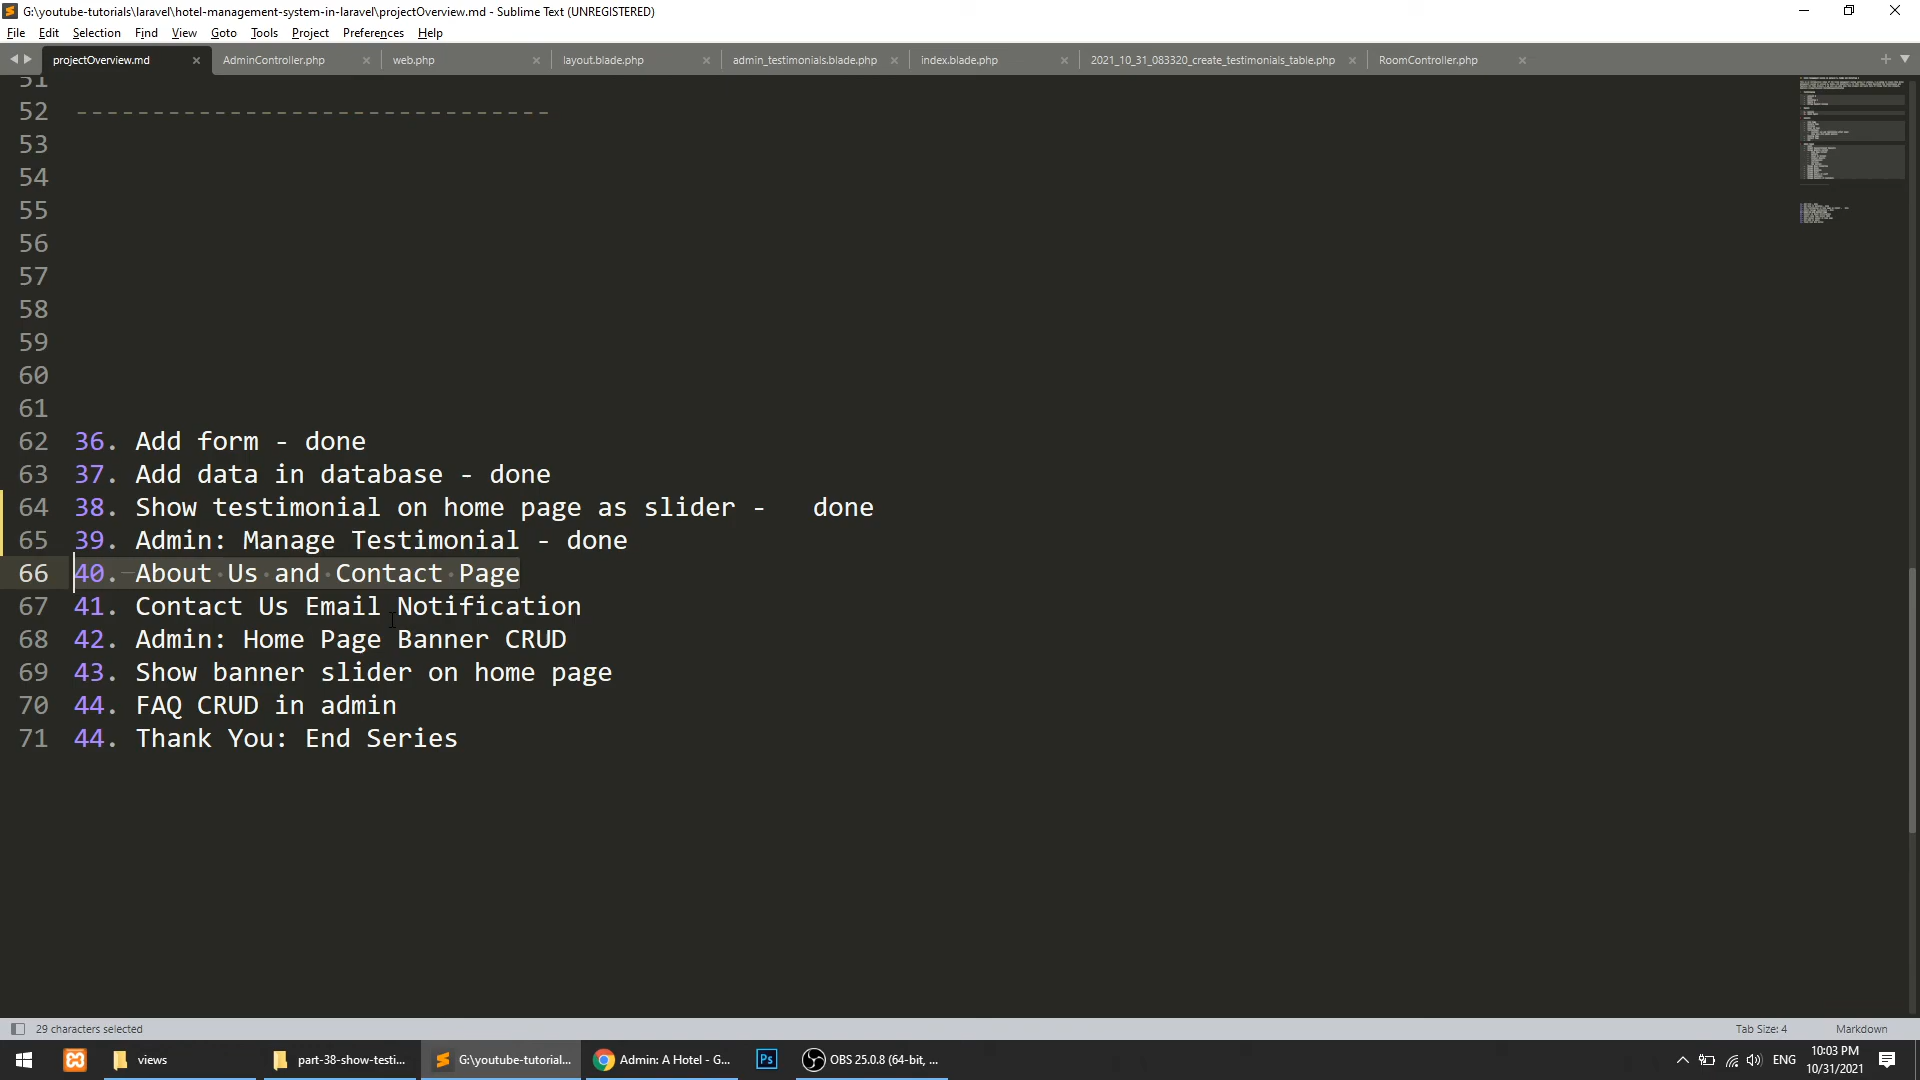 G:\youtube-tutorials\laravel\hotel-management-system-in-laravel\projectOverview.md - Sublime Text (UNREGISTERED)
File Edit Selection Find View Goto Tools Project Preferences Help
projectOverview.md AdminController.php web.php layout.blade.php admin_testimonials.blade.php index.blade.php 2021_10_31_083320_create_testimonials_table.php RoomController.php
51
52 -------------------------------
53
54
55
56
57
58
59
60
61
62 36. Add form - done
63 37. Add data in database - done
64 38. Show testimonial on home page as slider -   done
65 39. Admin: Manage Testimonial - done
66 40. About Us and Contact Page
67 41. Contact Us Email Notification
68 42. Admin: Home Page Banner CRUD
69 43. Show banner slider on home page
70 44. FAQ CRUD in admin
71 44. Thank You: End Series
29 characters selected Tab Size: 4 Markdown
views part-38-show-testi... G:\youtube-tutorial... Admin: A Hotel - G... Ps OBS 25.0.8 (64-bit, ... ENG 10:03 PM
10/31/2021